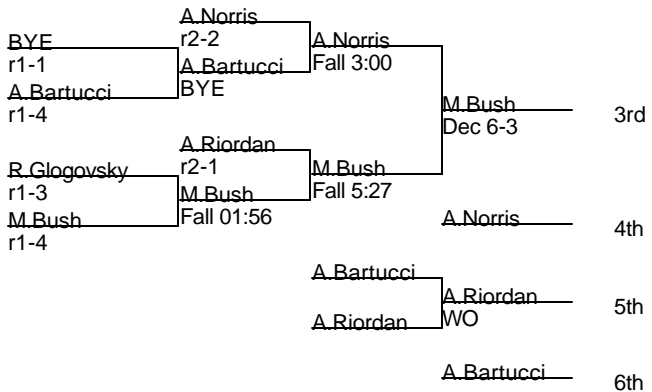 BYE
r1-1
A.Bartucci
r1-4
R.Glogovsky
r1-3
M.Bush
r1-4
A.Norris
r2-2
A.Bartucci
BYE
A.Riordan
r2-1
M.Bush
Fall 01:56
A.Norris
Fall 3:00
M.Bush
Fall 5:27
M.Bush
Dec 6-3
3rd
A.Norris
4th
A.Bartucci
A.Riordan
A.Riordan
WO
5th
A.Bartucci
6th